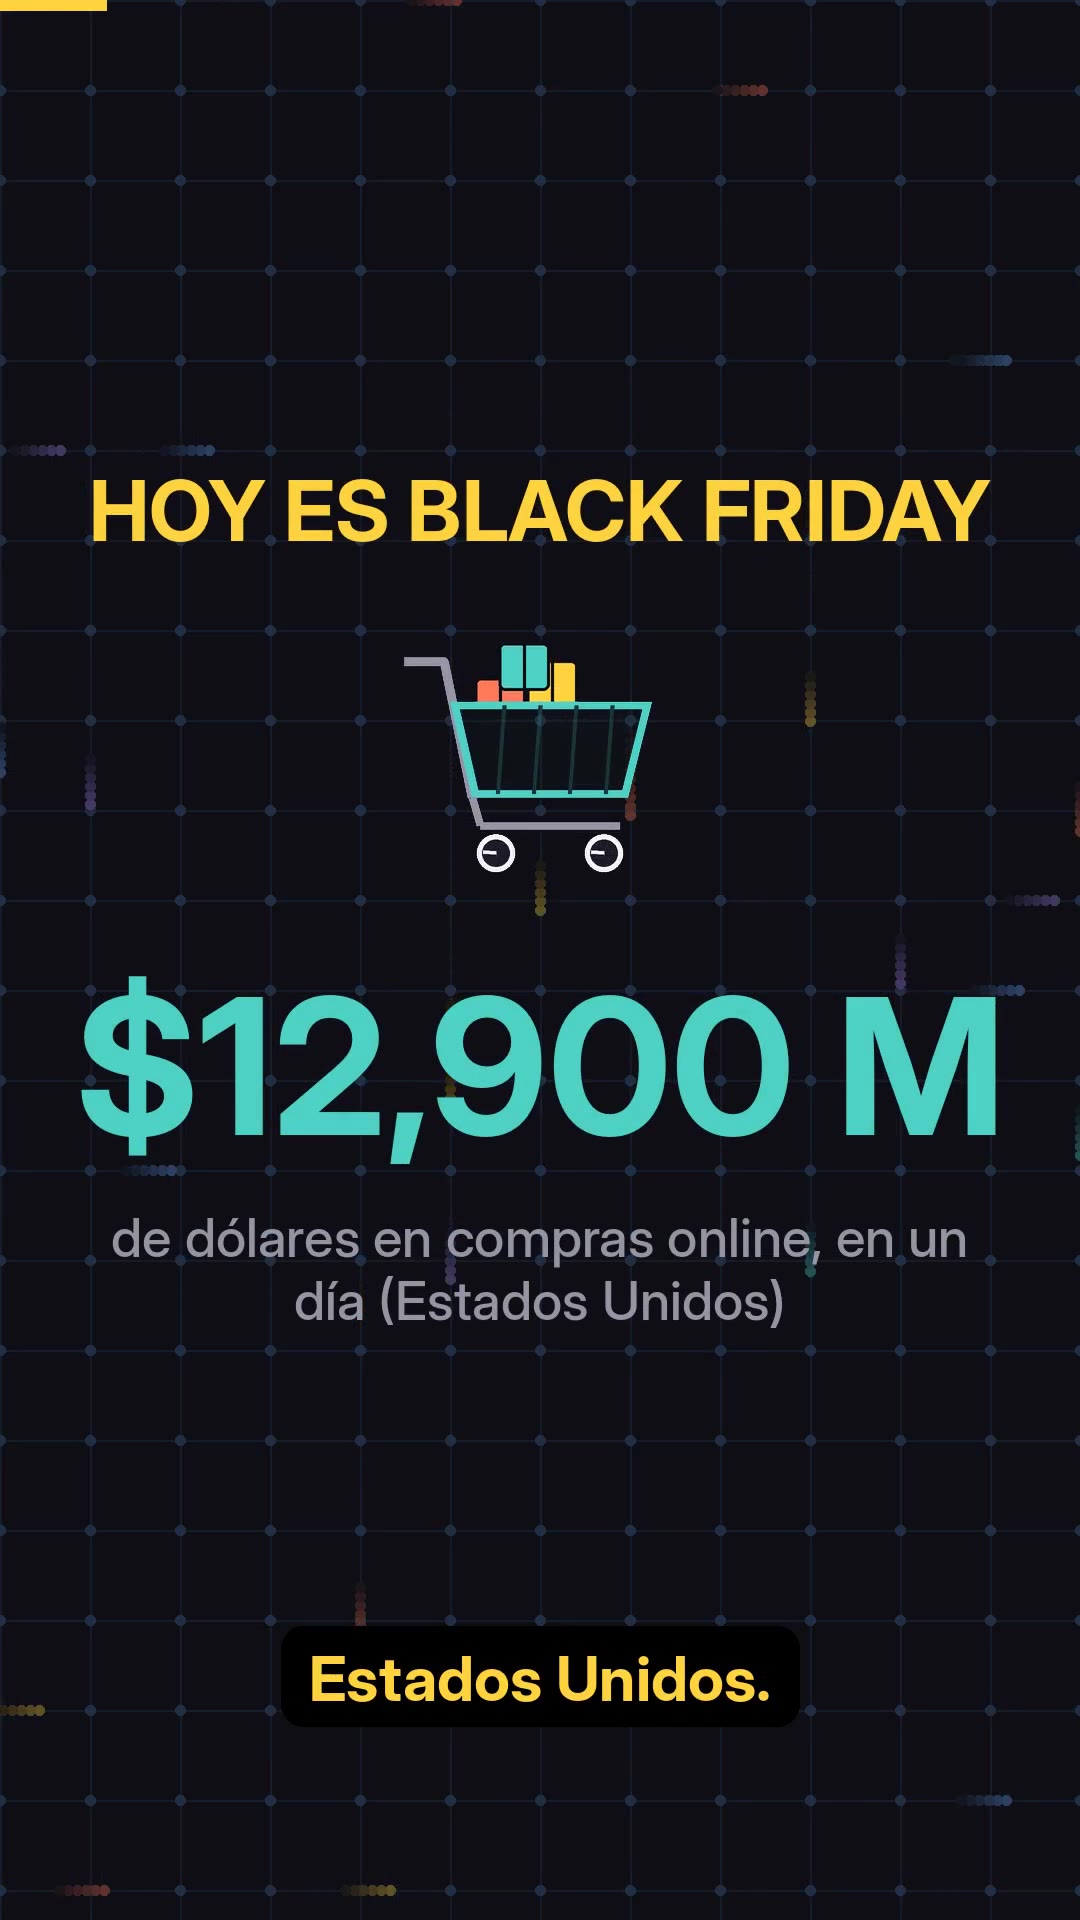 HOY ES BLACK FRIDAY
$12,900 M
de dólares en compras online, en un
día (Estados Unidos)
Estados Unidos.